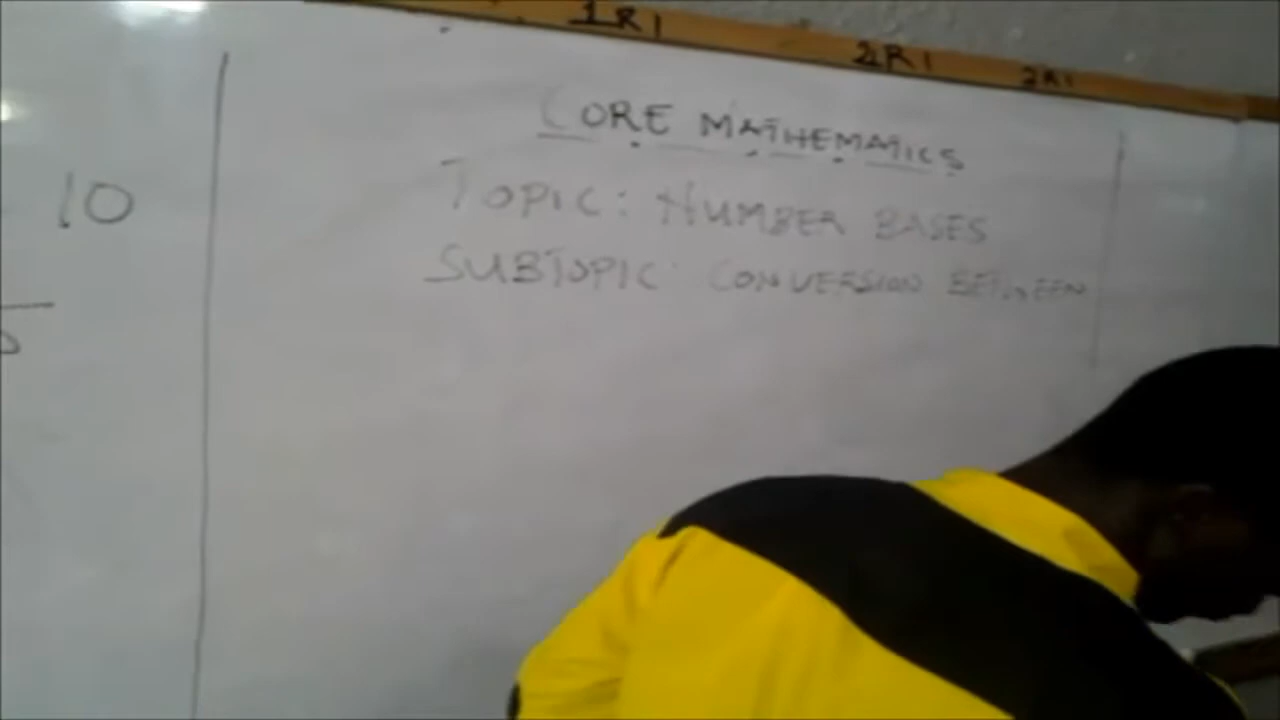 1R1
2R1
2R1
CORE MATHEMATICS
TOPIC: NUMBER BASES
SUBTOPIC: CONVERSION BETWEEN
10